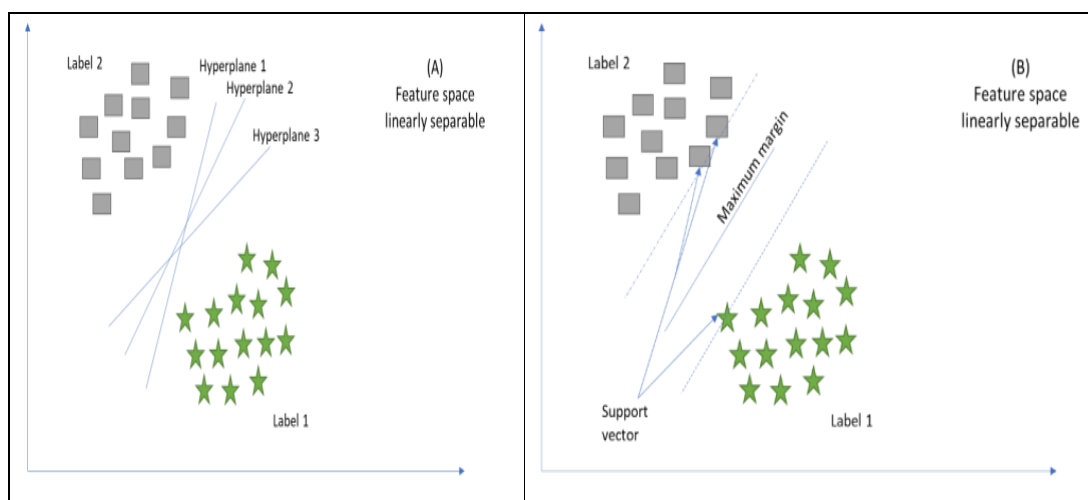 Label 2
Hyperplane 1
Hyperplane 2
Hyperplane 3
(A)
Feature space
linearly separable
Label 1
Label 2
Maximum margin
(B)
Feature space
linearly separable
Support
vector
Label 1